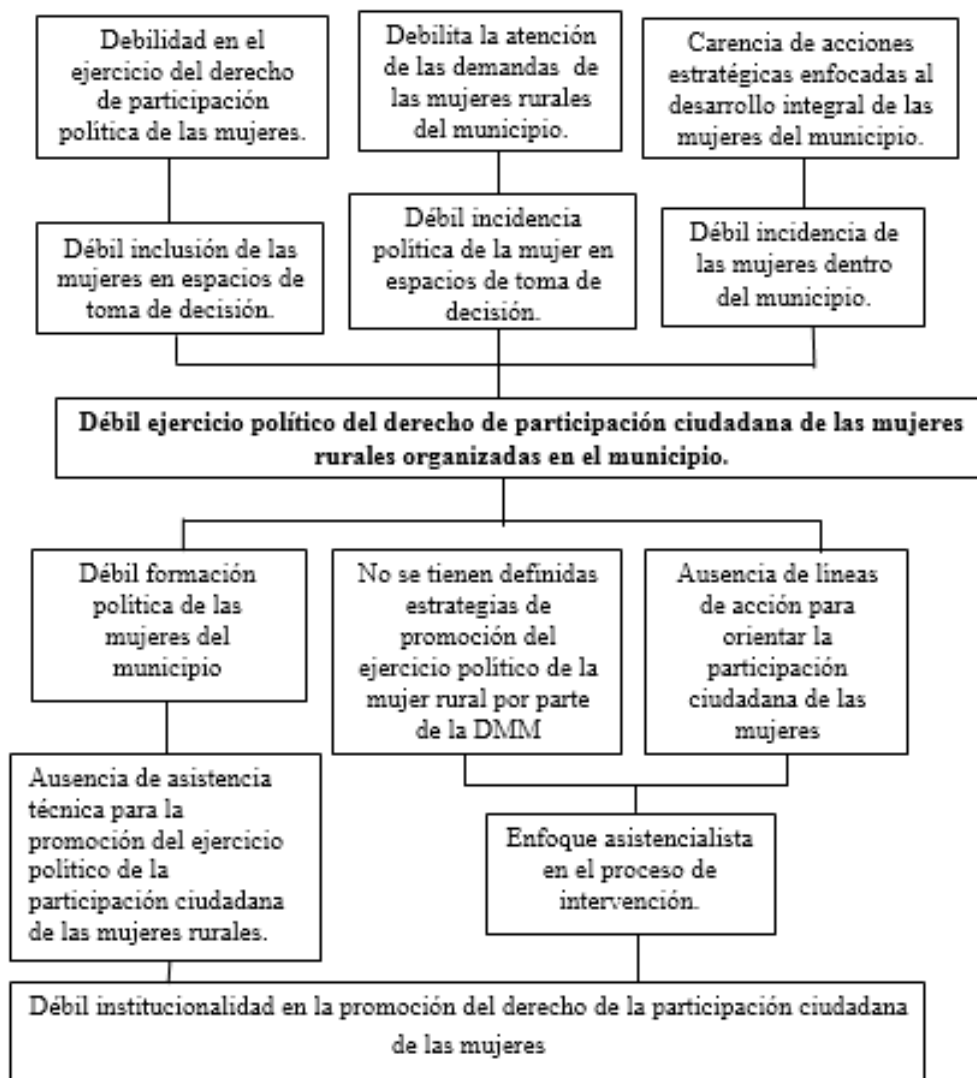 Debilidad en el
ejercicio del derecho
de participación
política de las mujeres.
Debilita la atención
de las demandas de
las mujeres rurales
del municipio.
Carencia de acciones
estratégicas enfocadas al
desarrollo integral de las
mujeres del municipio.
Débil inclusión de las
mujeres en espacios de
toma de decisión.
Débil incidencia
política de la mujer en
espacios de toma de
decisión.
Débil incidencia de
las mujeres dentro
del municipio.
Débil ejercicio político del derecho de participación ciudadana de las mujeres
rurales organizadas en el municipio.
Débil formación
política de las
mujeres del
municipio
No se tienen definidas
estrategias de
promoción del
ejercicio político de la
mujer rural por parte
de la DMM
Ausencia de líneas
de acción para
orientar la
participación
ciudadana de las
mujeres
Ausencia de asistencia
técnica para la
promoción del ejercicio
político de la
participación ciudadana
de las mujeres rurales.
Enfoque asistencialista
en el proceso de
intervención.
Débil institucionalidad en la promoción del derecho de la participación ciudadana
de las mujeres